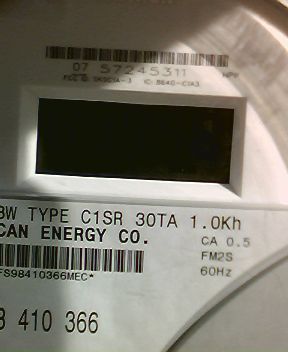 07 57245311
3W TYPE C1SR 30TA 1.0Kh
CAN ENERGY CO.
CA 0.5
FM2S
60Hz
FS98410366MEC*
8 410 366